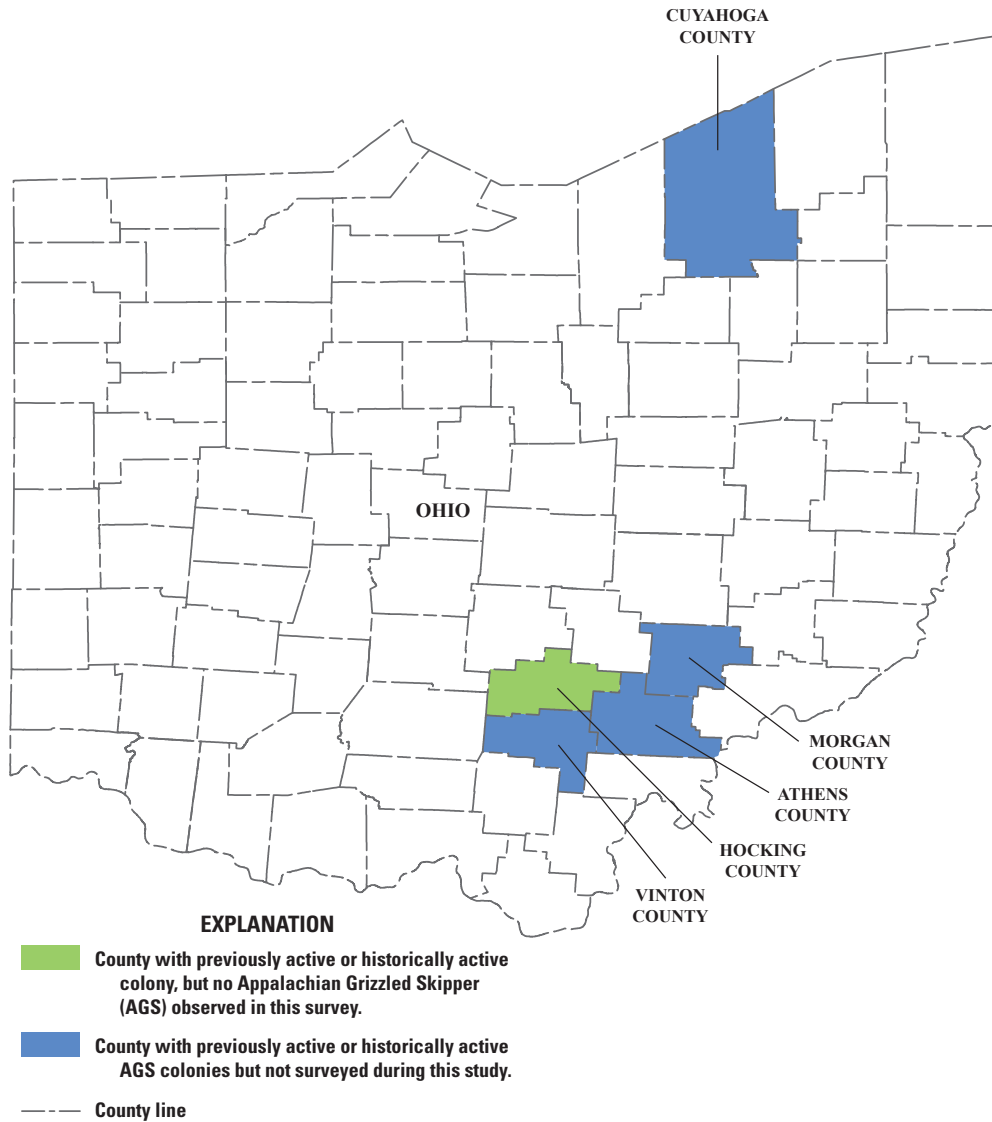 CUYAHOGA
COUNTY
OHIO
MORGAN
COUNTY
ATHENS
COUNTY
HOCKING
COUNTY
VINTON
COUNTY
EXPLANATION
County with previously active or historically active
colony, but no Appalachian Grizzled Skipper
(AGS) observed in this survey.
County with previously active or historically active
AGS colonies but not surveyed during this study.
County line